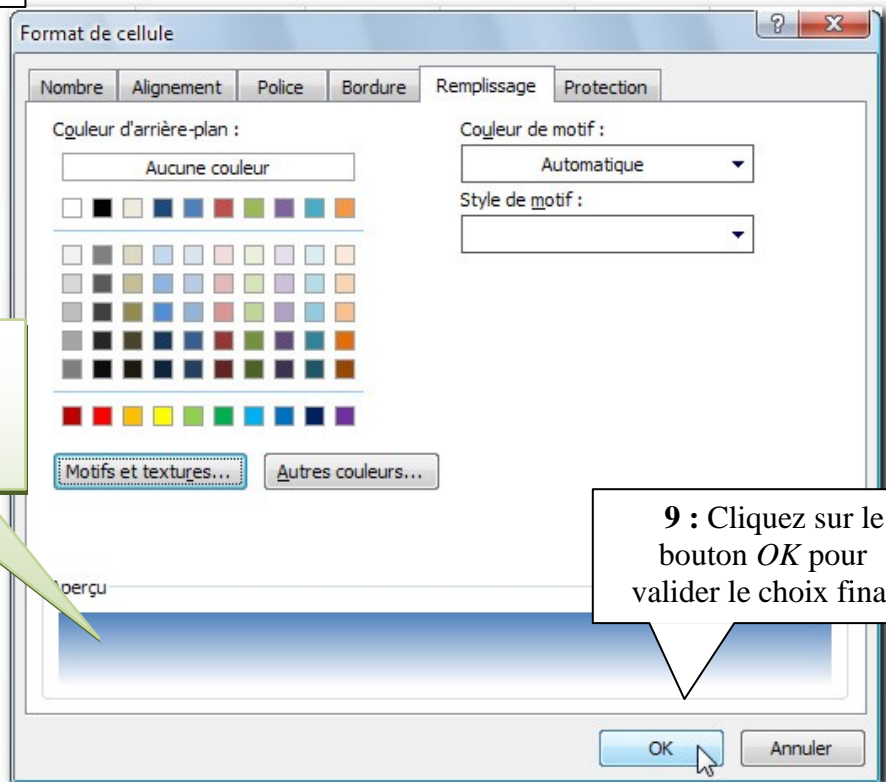 Format de cellule
?
Nombre Alignement Police Bordure Remplissage Protection
Couleur d'arrière-plan :
Aucune couleur
Couleur de motif :
Automatique
Style de motif :
Motifs et textures... Autres couleurs...
9 : Cliquez sur le
bouton OK pour
valider le choix fina
Aperçu
OK Annuler